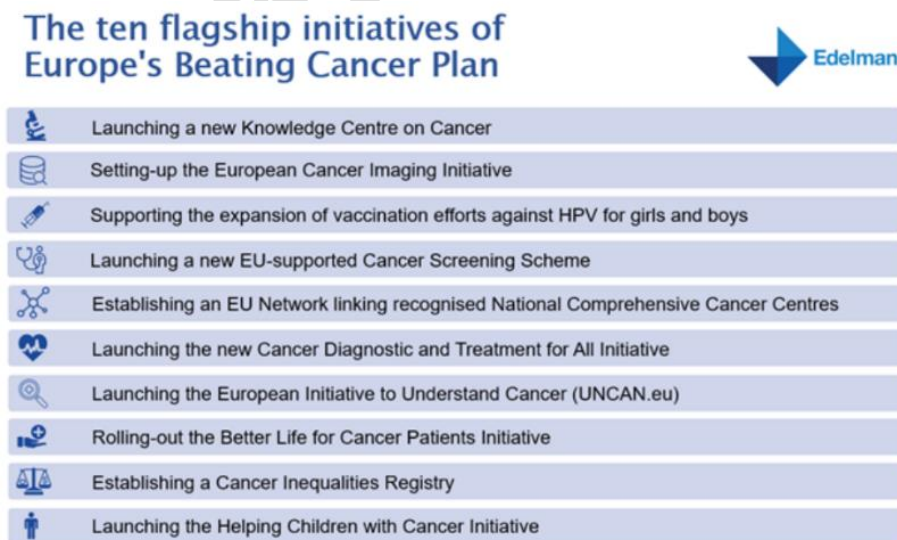 The ten flagship initiatives of
Europe's Beating Cancer Plan
Edelman
Launching a new Knowledge Centre on Cancer
Setting-up the European Cancer Imaging Initiative
Supporting the expansion of vaccination efforts against HPV for girls and boys
Launching a new EU-supported Cancer Screening Scheme
Establishing an EU Network linking recognised National Comprehensive Cancer Centres
Launching the new Cancer Diagnostic and Treatment for All Initiative
Launching the European Initiative to Understand Cancer (UNCAN.eu)
Rolling-out the Better Life for Cancer Patients Initiative
Establishing a Cancer Inequalities Registry
Launching the Helping Children with Cancer Initiative